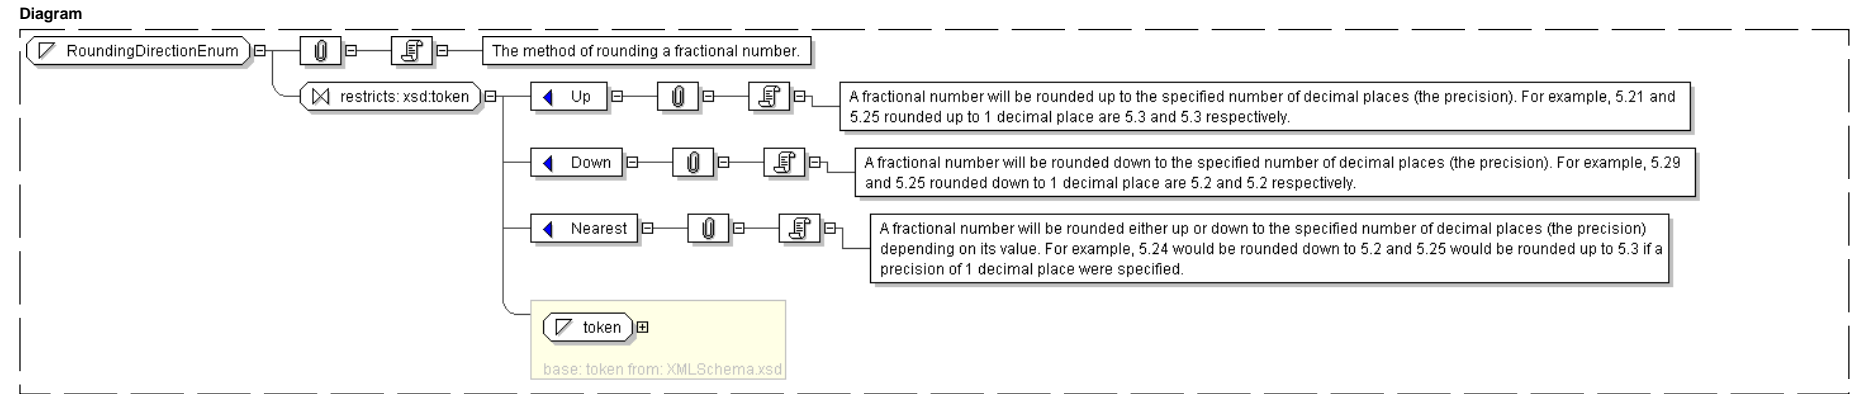 Diagram
RoundingDirectionEnum
The method of rounding a fractional number.
restricts: xsd:token
Up
A fractional number will be rounded up to the specified number of decimal places (the precision). For example, 5.21 and
5.25 rounded up to 1 decimal place are 5.3 and 5.3 respectively.
Down
A fractional number will be rounded down to the specified number of decimal places (the precision). For example, 5.29
and 5.25 rounded down to 1 decimal place are 5.2 and 5.2 respectively.
Nearest
A fractional number will be rounded either up or down to the specified number of decimal places (the precision)
depending on its value. For example, 5.24 would be rounded down to 5.2 and 5.25 would be rounded up to 5.3 if a
precision of 1 decimal place were specified.
token
base: token from: XMLSchema.xsd